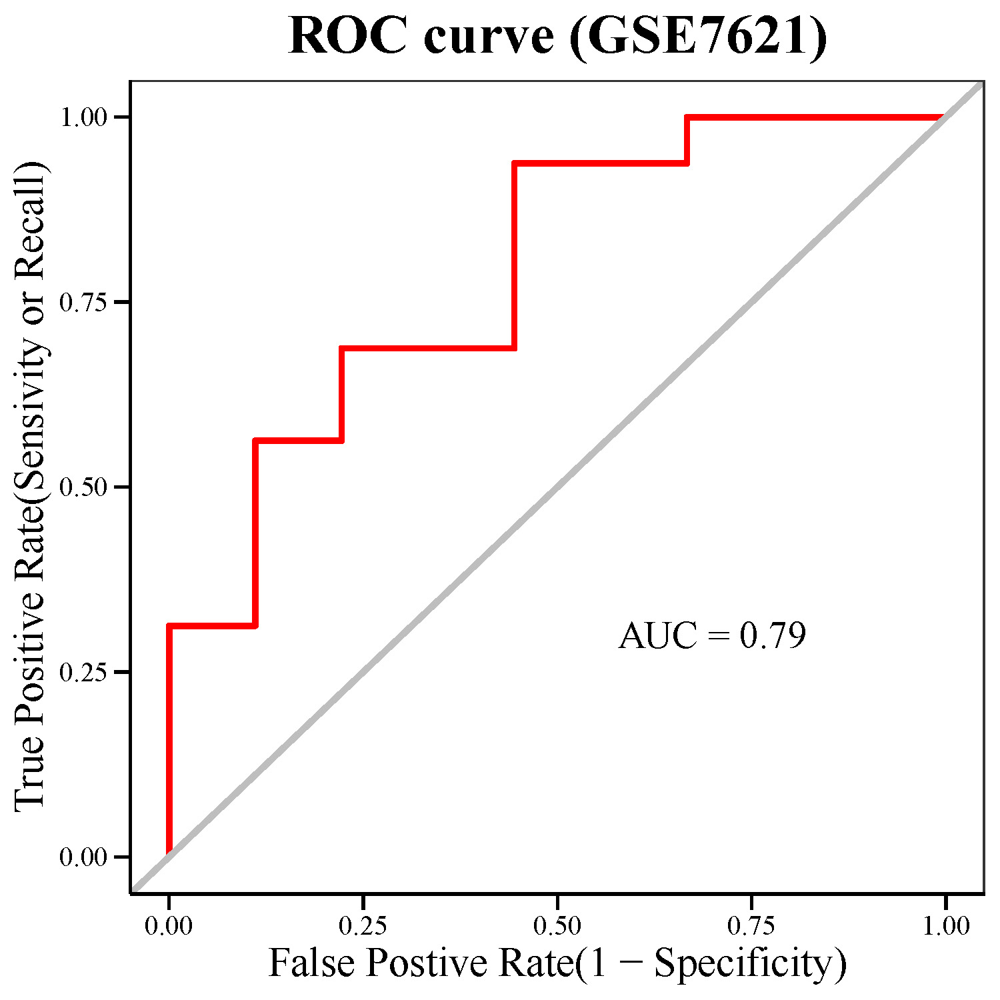 ROC curve (GSE7621)
True Positive Rate(Sensivity or Recall)
1.00
0.75
0.50
0.25
0.00
AUC = 0.79
0.00 0.25 0.50 0.75 1.00
False Postive Rate(1 − Specificity)